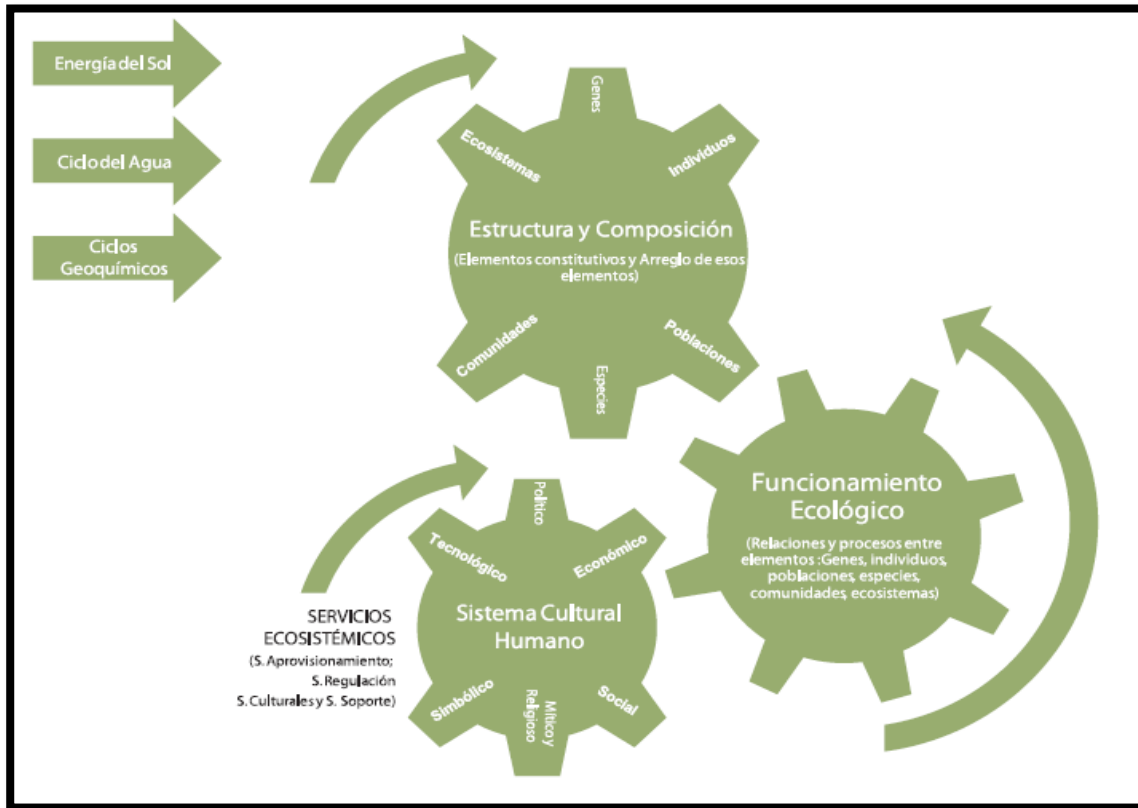 Energía del Sol
Ciclo del Agua
Ciclos
Geoquímicos
Genes
Ecosistemas
Individuos
Estructura y Composición
(Elementos constitutivos y Arreglo de esos
elementos)
Comunidades
Poblaciones
Especies
Funcionamiento
Ecológico
(Relaciones y procesos entre
elementos :Genes, individuos,
poblaciones, especies,
comunidades, ecosistemas)
Político
Tecnológico
Económico
Sistema Cultural
Humano
Simbólico
Mítico y
Religioso
Social
SERVICIOS
ECOSISTÉMICOS
(S. Aprovisionamiento;
S. Regulación
S. Culturales y S. Soporte)